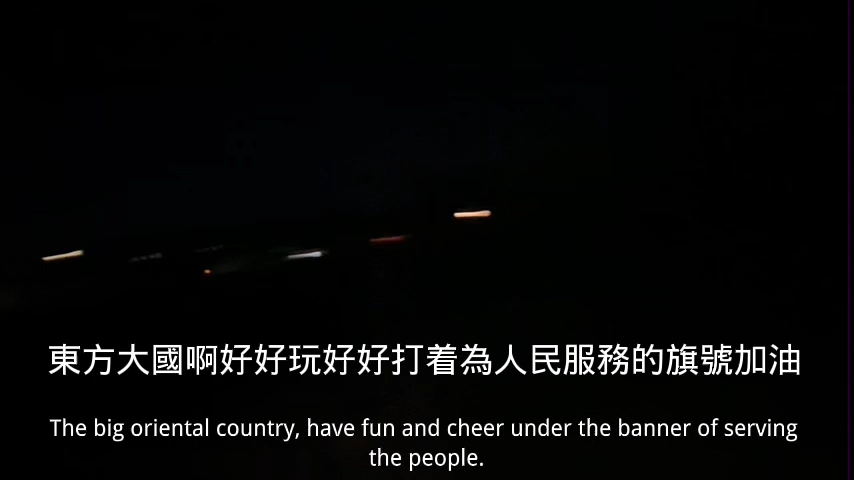 東方大國啊好好玩好好打着為人民服務的旗號加油
The big oriental country, have fun and cheer under the banner of serving
the people.